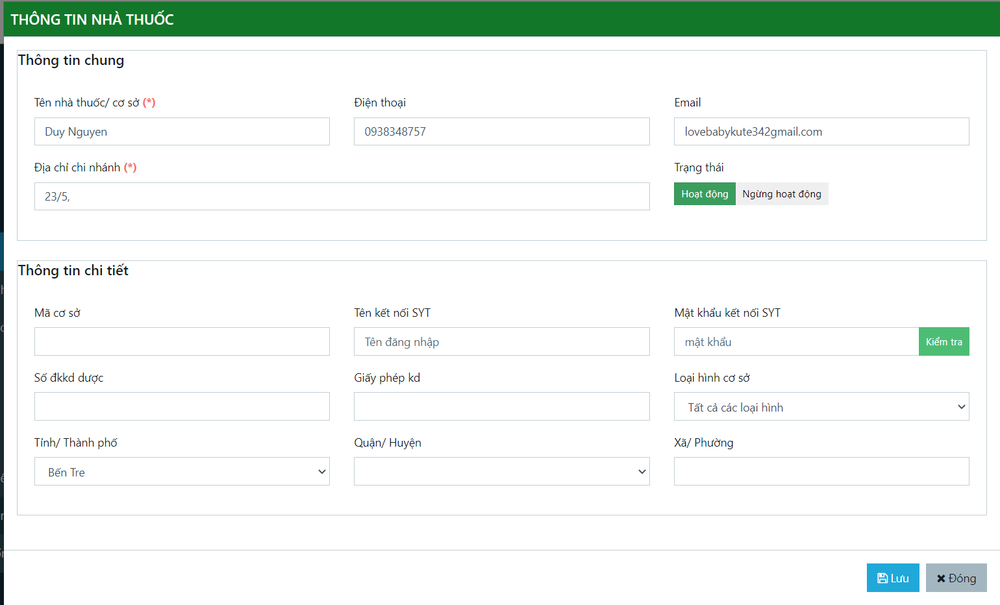 THÔNG TIN NHÀ THUỐC
Thông tin chung
Tên nhà thuốc/ cơ sở (*)
Điện thoại
Email
Duy Nguyen
0938348757
lovebabykute342gmail.com
Địa chỉ chi nhánh (*)
Trạng thái
23/5,
Hoạt động
Ngừng hoạt động
Thông tin chi tiết
Mã cơ sở
Tên kết nối SYT
Mật khẩu kết nối SYT
Tên đăng nhập
mật khẩu
Kiểm tra
Số đkkd dược
Giấy phép kd
Loại hình cơ sở
Tất cả các loại hình
Tỉnh/ Thành phố
Quận/ Huyện
Xã/ Phường
Bến Tre
Lưu
Đóng